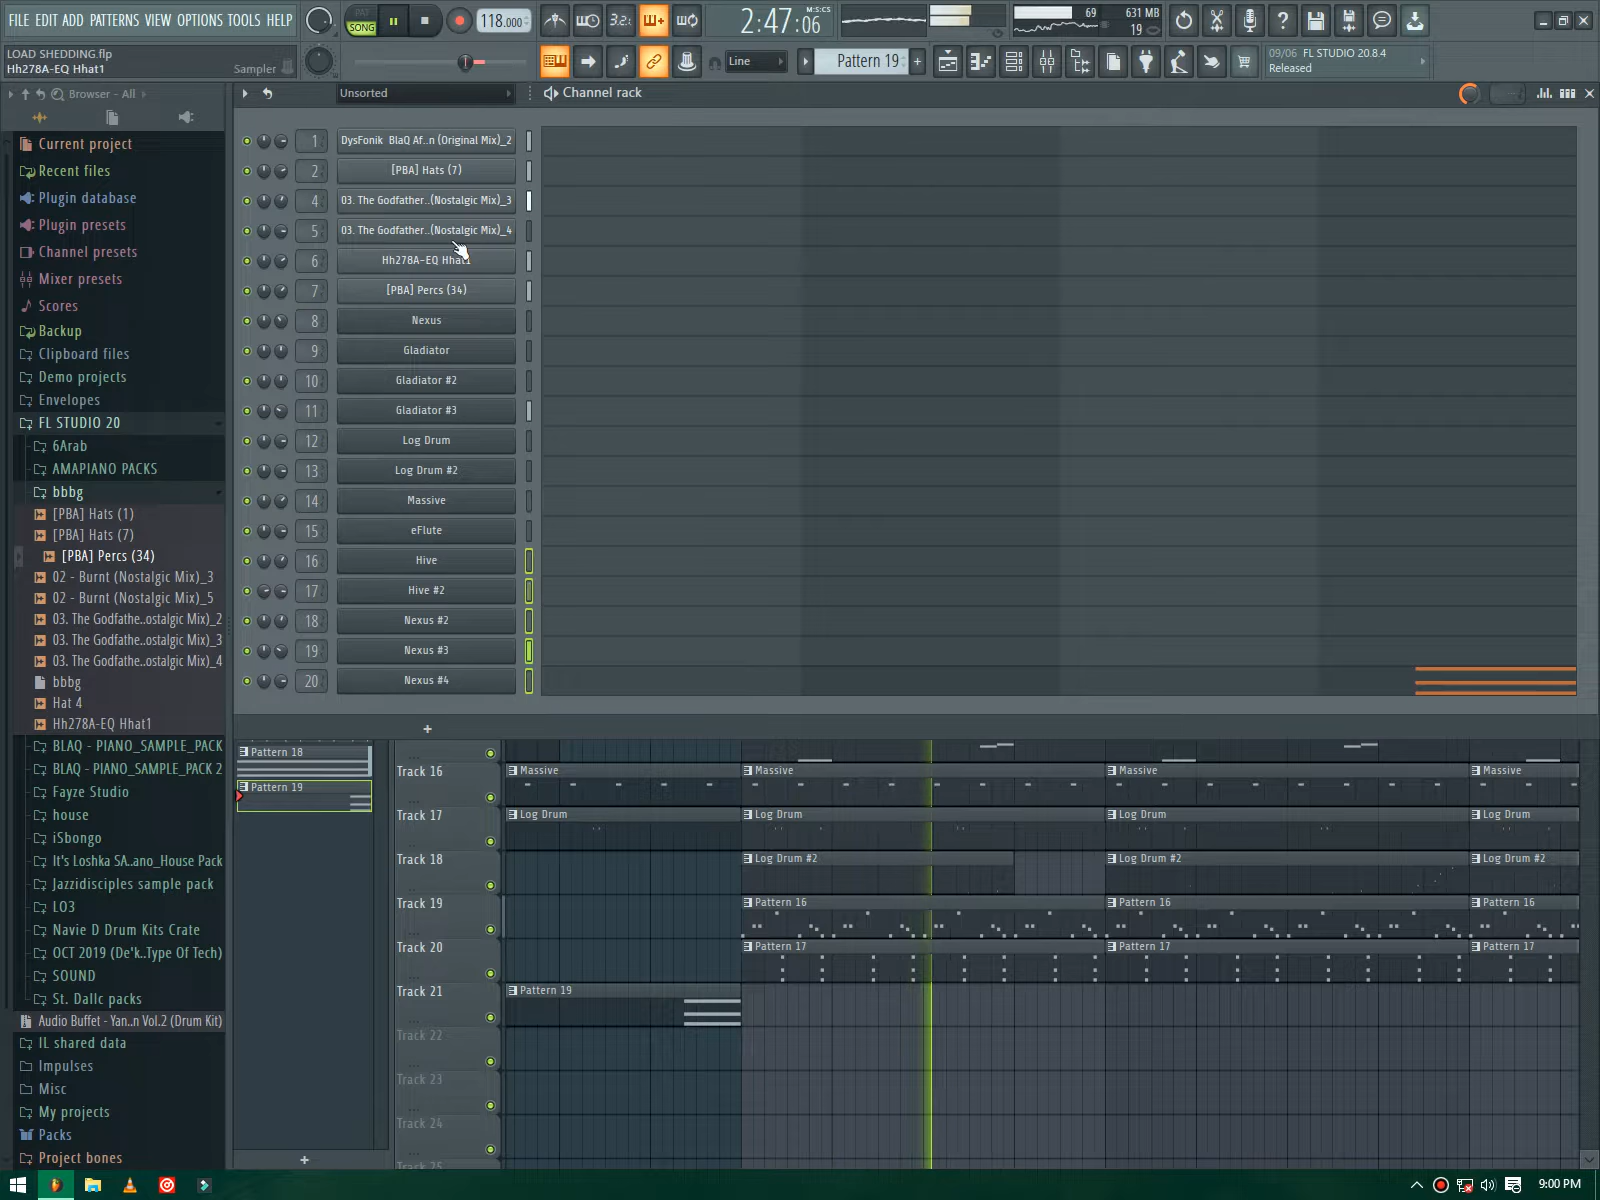 FILE EDIT ADD PATTERNS VIEW OPTIONS TOOLS HELP
PAT
SONG
118.000
3.2.
2:47:06
M:S:CS
69
631 MB
19
LOAD SHEDDING.flp
Hh278A-EQ Hhat1
Sampler
Line
Pattern 19
09/06 FL STUDIO 20.8.4
Released
Browser - All
Unsorted
Channel rack
Current project
Recent files
Plugin database
Plugin presets
Channel presets
Mixer presets
Scores
Backup
Clipboard files
Demo projects
Envelopes
FL STUDIO 20
6Arab
AMAPIANO PACKS
bbbg
[PBA] Hats (1)
[PBA] Hats (7)
[PBA] Percs (34)
02 - Burnt (Nostalgic Mix)_3
02 - Burnt (Nostalgic Mix)_5
03. The Godfathe..ostalgic Mix)_2
03. The Godfathe..ostalgic Mix)_3
03. The Godfathe..ostalgic Mix)_4
bbbg
Hat 4
Hh278A-EQ Hhat1
BLAQ - PIANO_SAMPLE_PACK
BLAQ - PIANO_SAMPLE_PACK 2
Fayze Studio
house
iSbongo
It's Loshka SA..ano_House Pack
Jazzidisciples sample pack
LO3
Navie D Drum Kits Crate
OCT 2019 (De'k..Type Of Tech)
SOUND
St. Dallc packs
Audio Buffet - Yan..n Vol.2 (Drum Kit)
IL shared data
Impulses
Misc
My projects
Packs
Project bones
1 DysFonik BlaQ Af..n (Original Mix)_2
2 [PBA] Hats (7)
4 03. The Godfather..(Nostalgic Mix)_3
5 03. The Godfather..(Nostalgic Mix)_4
6 Hh278A-EQ Hhat1
7 [PBA] Percs (34)
8 Nexus
9 Gladiator
10 Gladiator #2
11 Gladiator #3
12 Log Drum
13 Log Drum #2
14 Massive
15 eFlute
16 Hive
17 Hive #2
18 Nexus #2
19 Nexus #3
20 Nexus #4
+
Pattern 18
Pattern 19
+
Track 16 Massive Massive Massive Massive
Track 17 Log Drum Log Drum Log Drum Log Drum
Track 18 Log Drum #2 Log Drum #2 Log Drum #2
Track 19 Pattern 16 Pattern 16 Pattern 16
Track 20 Pattern 17 Pattern 17 Pattern 17
Track 21 Pattern 19
Track 22
Track 23
Track 24
Track 25
9:00 PM